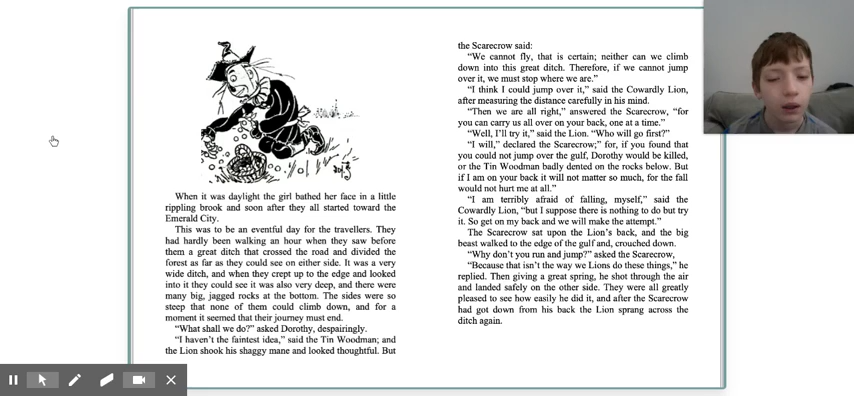 When it was daylight the girl bathed her face in a little
rippling brook and soon after they all started toward the
Emerald City.
This was to be an eventful day for the travellers. They
had hardly been walking an hour when they saw before
them a great ditch that crossed the road and divided the
forest as far as they could see on either side. It was a very
wide ditch, and when they crept up to the edge and looked
into it they could see it was also very deep, and there were
many big, jagged rocks at the bottom. The sides were so
steep that none of them could climb down, and for a
moment it seemed that their journey must end.
“What shall we do?” asked Dorothy, despairingly.
“I haven’t the faintest idea,” said the Tin Woodman; and
the Lion shook his shaggy mane and looked thoughtful. But
the Scarecrow said:
“We cannot fly, that is certain; neither can we climb
down into this great ditch. Therefore, if we cannot jump
over it, we must stop where we are.”
“I think I could jump over it,” said the Cowardly Lion,
after measuring the distance carefully in his mind.
“Then we are all right,” answered the Scarecrow, “for
you can carry us all over on your back, one at a time.”
“Well, I’ll try it,” said the Lion. “Who will go first?”
“I will,” declared the Scarecrow;” for, if you found that
you could not jump over the gulf, Dorothy would be killed,
or the Tin Woodman badly dented on the rocks below. But
if I am on your back it will not matter so much, for the fall
would not hurt me at all.”
“I am terribly afraid of falling, myself,” said the
Cowardly Lion, “but I suppose there is nothing to do but try
it. So get on my back and we will make the attempt.”
The Scarecrow sat upon the Lion’s back, and the big
beast walked to the edge of the gulf and, crouched down.
“Why don’t you run and jump?” asked the Scarecrow,
“Because that isn’t the way we Lions do these things,” he
replied. Then giving a great spring, he shot through the air
and landed safely on the other side. They were all greatly
pleased to see how easily he did it, and after the Scarecrow
had got down from his back the Lion sprang across the
ditch again.